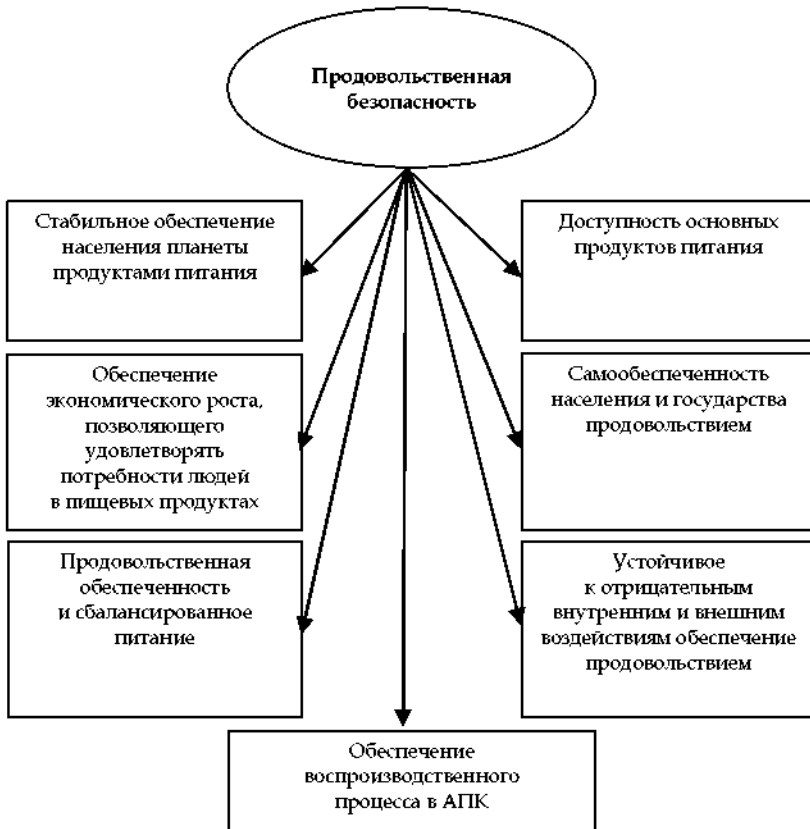 Продовольственная
безопасность
Стабильное обеспечение
населения планеты
продуктами питания
Доступность основных
продуктов питания
Обеспечение
экономического роста,
позволяющего
удовлетворять
потребности людей
в пищевых продуктах
Самообеспеченность
населения и государства
продовольствием
Продовольственная
обеспеченность
и сбалансированное
питание
Устойчивое
к отрицательным
внутренним и внешним
воздействиям обеспечение
продовольствием
Обеспечение
воспроизводственного
процесса в АПК